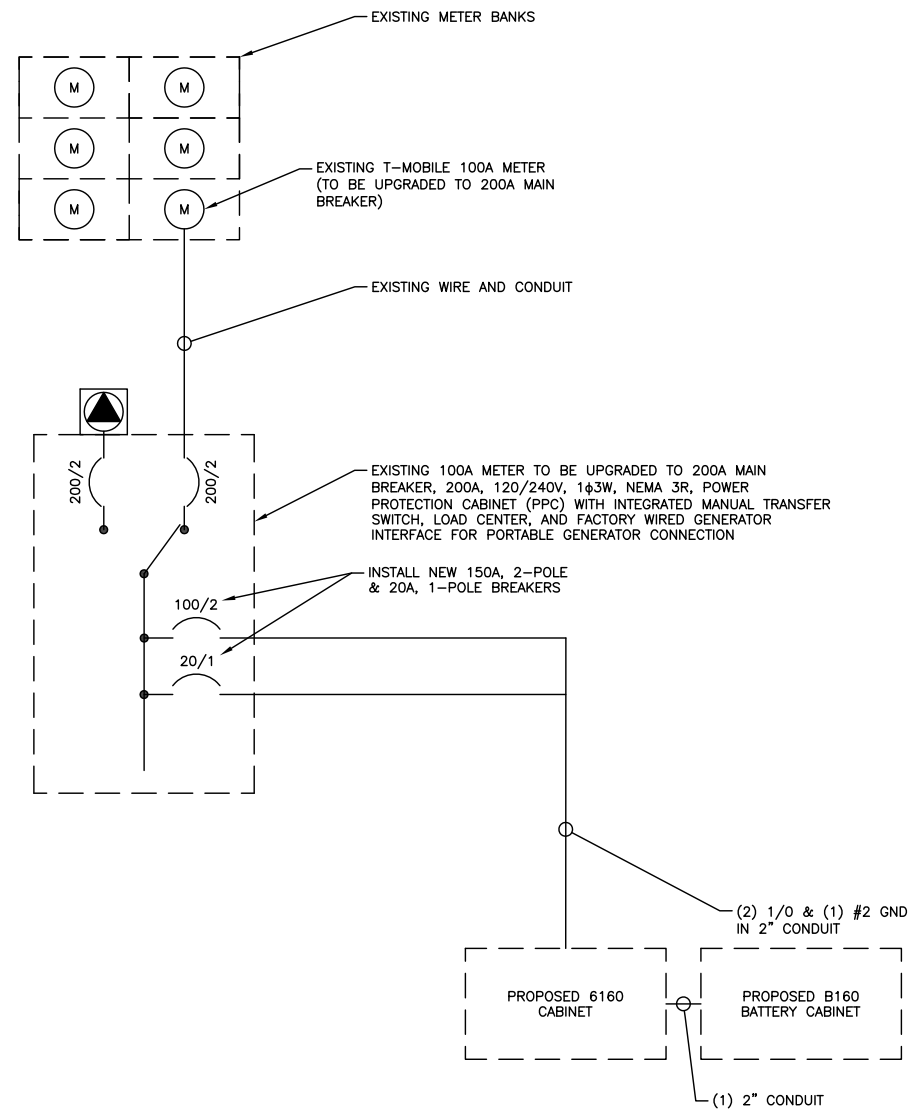 EXISTING METER BANKS
M
M
M
M
EXISTING T-MOBILE 100A METER
(TO BE UPGRADED TO 200A MAIN
BREAKER)
M
M
EXISTING WIRE AND CONDUIT
200/2
200/2
EXISTING 100A METER TO BE UPGRADED TO 200A MAIN
BREAKER, 200A, 120/240V, 1ϕ3W, NEMA 3R, POWER
PROTECTION CABINET (PPC) WITH INTEGRATED MANUAL TRANSFER
SWITCH, LOAD CENTER, AND FACTORY WIRED GENERATOR
INTERFACE FOR PORTABLE GENERATOR CONNECTION
INSTALL NEW 150A, 2-POLE
& 20A, 1-POLE BREAKERS
100/2
20/1
(2) 1/0 & (1) #2 GND
IN 2" CONDUIT
PROPOSED 6160
CABINET
PROPOSED B160
BATTERY CABINET
(1) 2" CONDUIT